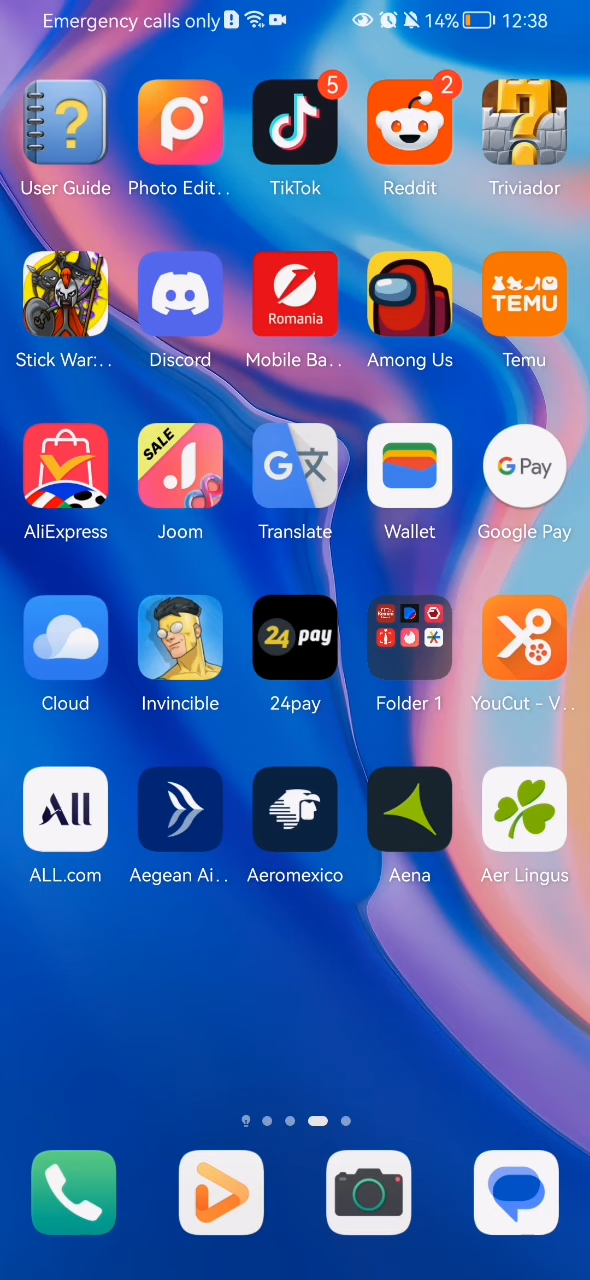 Emergency calls only
14%
12:38
5
2
User Guide
Photo Edit..
TikTok
Reddit
Triviador
Romania
TEMU
Stick War:..
Discord
Mobile Ba..
Among Us
Temu
SALE
G Pay
AliExpress
Joom
Translate
Wallet
Google Pay
24 pay
Cloud
Invincible
24pay
Folder 1
YouCut - V..
All
ALL.com
Aegean Ai..
Aeromexico
Aena
Aer Lingus